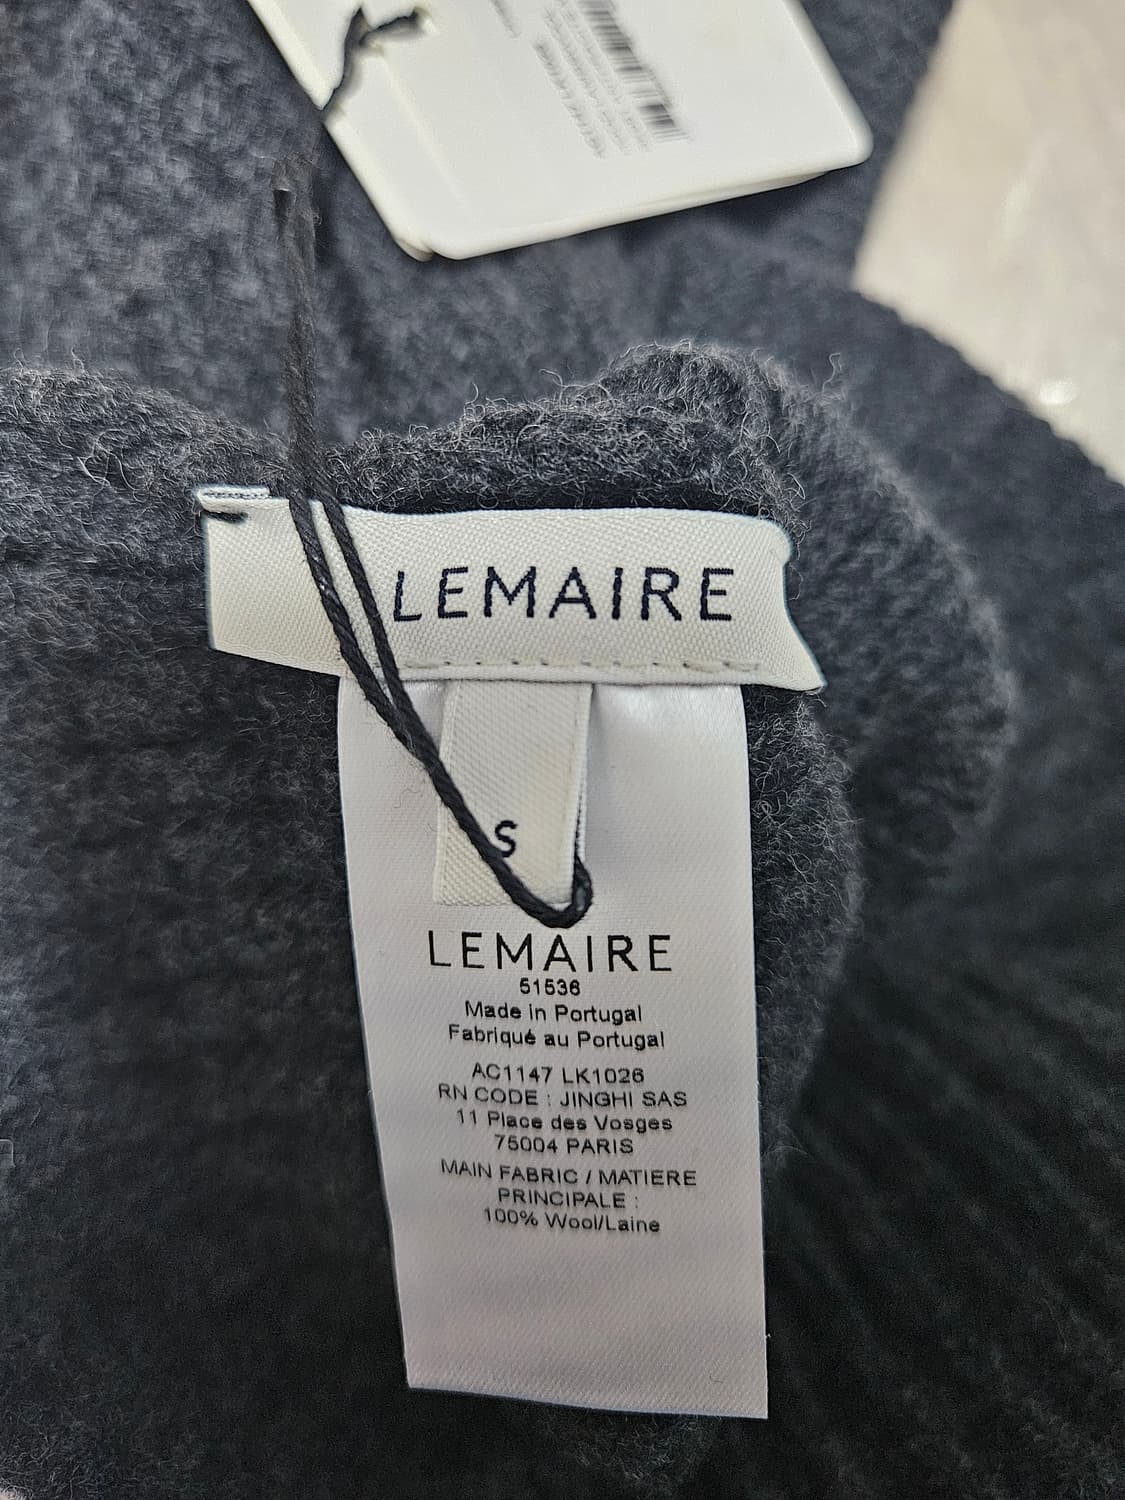 LEMAIRE
S
LEMAIRE
51536
Made in Portugal
Fabriqué au Portugal
AC1147 LK1026
RN CODE : JINGHI SAS
11 Place des Vosges
75004 PARIS
MAIN FABRIC / MATIERE
PRINCIPALE :
100% Wool/Laine